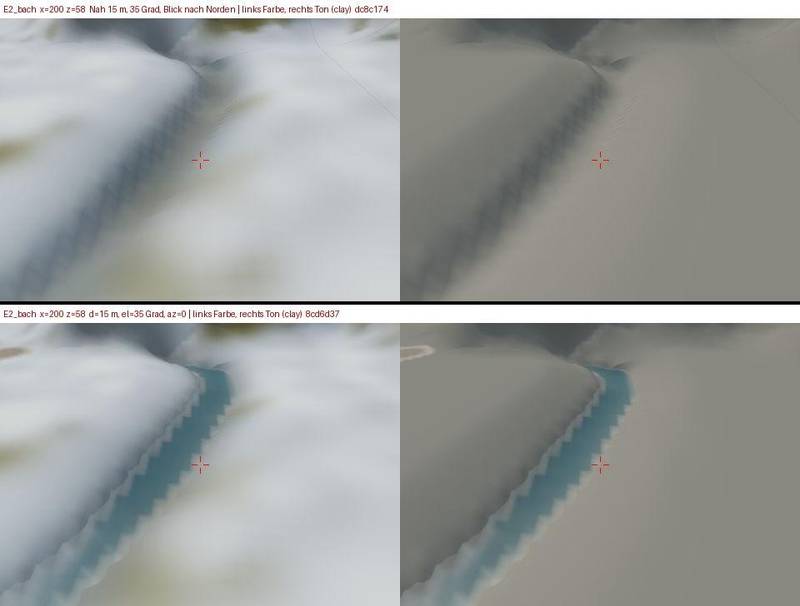 E2_bach x=200 z=58 Nah 15 m, 35 Grad, Blick nach Norden | links Farbe, rechts Ton (clay) dc8c174
E2_bach x=200 z=58 d=15 m, el=35 Grad, az=0 | links Farbe, rechts Ton (clay) 8cd6d37